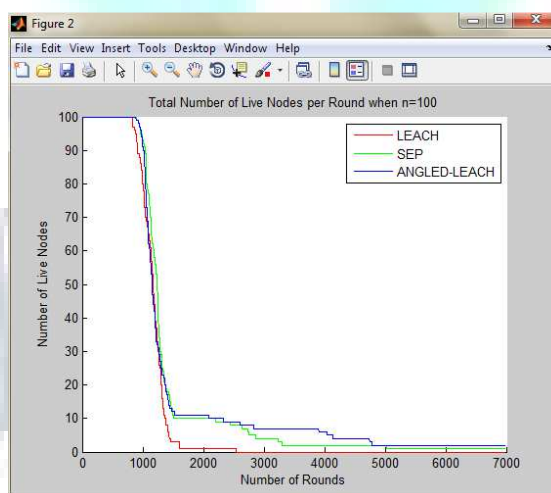 Figure 2
File Edit View Insert Tools Desktop Window Help
Total Number of Live Nodes per Round when n=100
LEACH
SEP
ANGLED-LEACH
Number of Live Nodes
100
90
80
70
60
50
40
30
20
10
0
0 1000 2000 3000 4000 5000 6000 7000
Number of Rounds